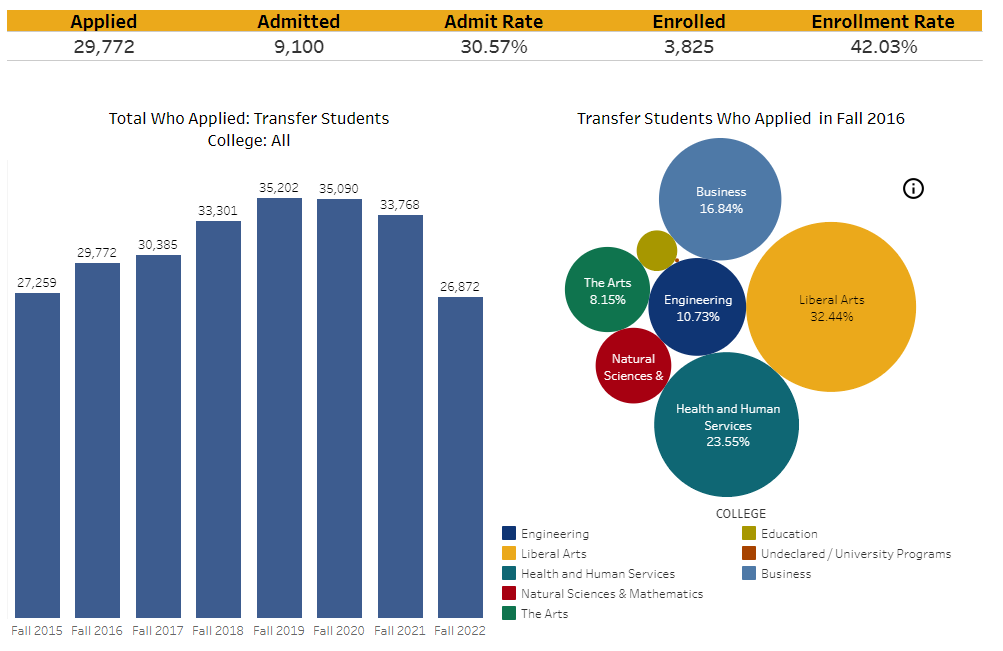 Applied Admitted Admit Rate Enrolled Enrollment Rate
29,772 9,100 30.57% 3,825 42.03%
Total Who Applied: Transfer Students
College: All
27,259
29,772
30,385
33,301
35,202
35,090
33,768
26,872
Fall 2015 Fall 2016 Fall 2017 Fall 2018 Fall 2019 Fall 2020 Fall 2021 Fall 2022
Transfer Students Who Applied in Fall 2016
i
Business
16.84%
The Arts
8.15%
Engineering
10.73%
Liberal Arts
32.44%
Natural
Sciences &
Health and Human
Services
23.55%
COLLEGE
Engineering
Liberal Arts
Health and Human Services
Natural Sciences & Mathematics
The Arts
Education
Undeclared / University Programs
Business